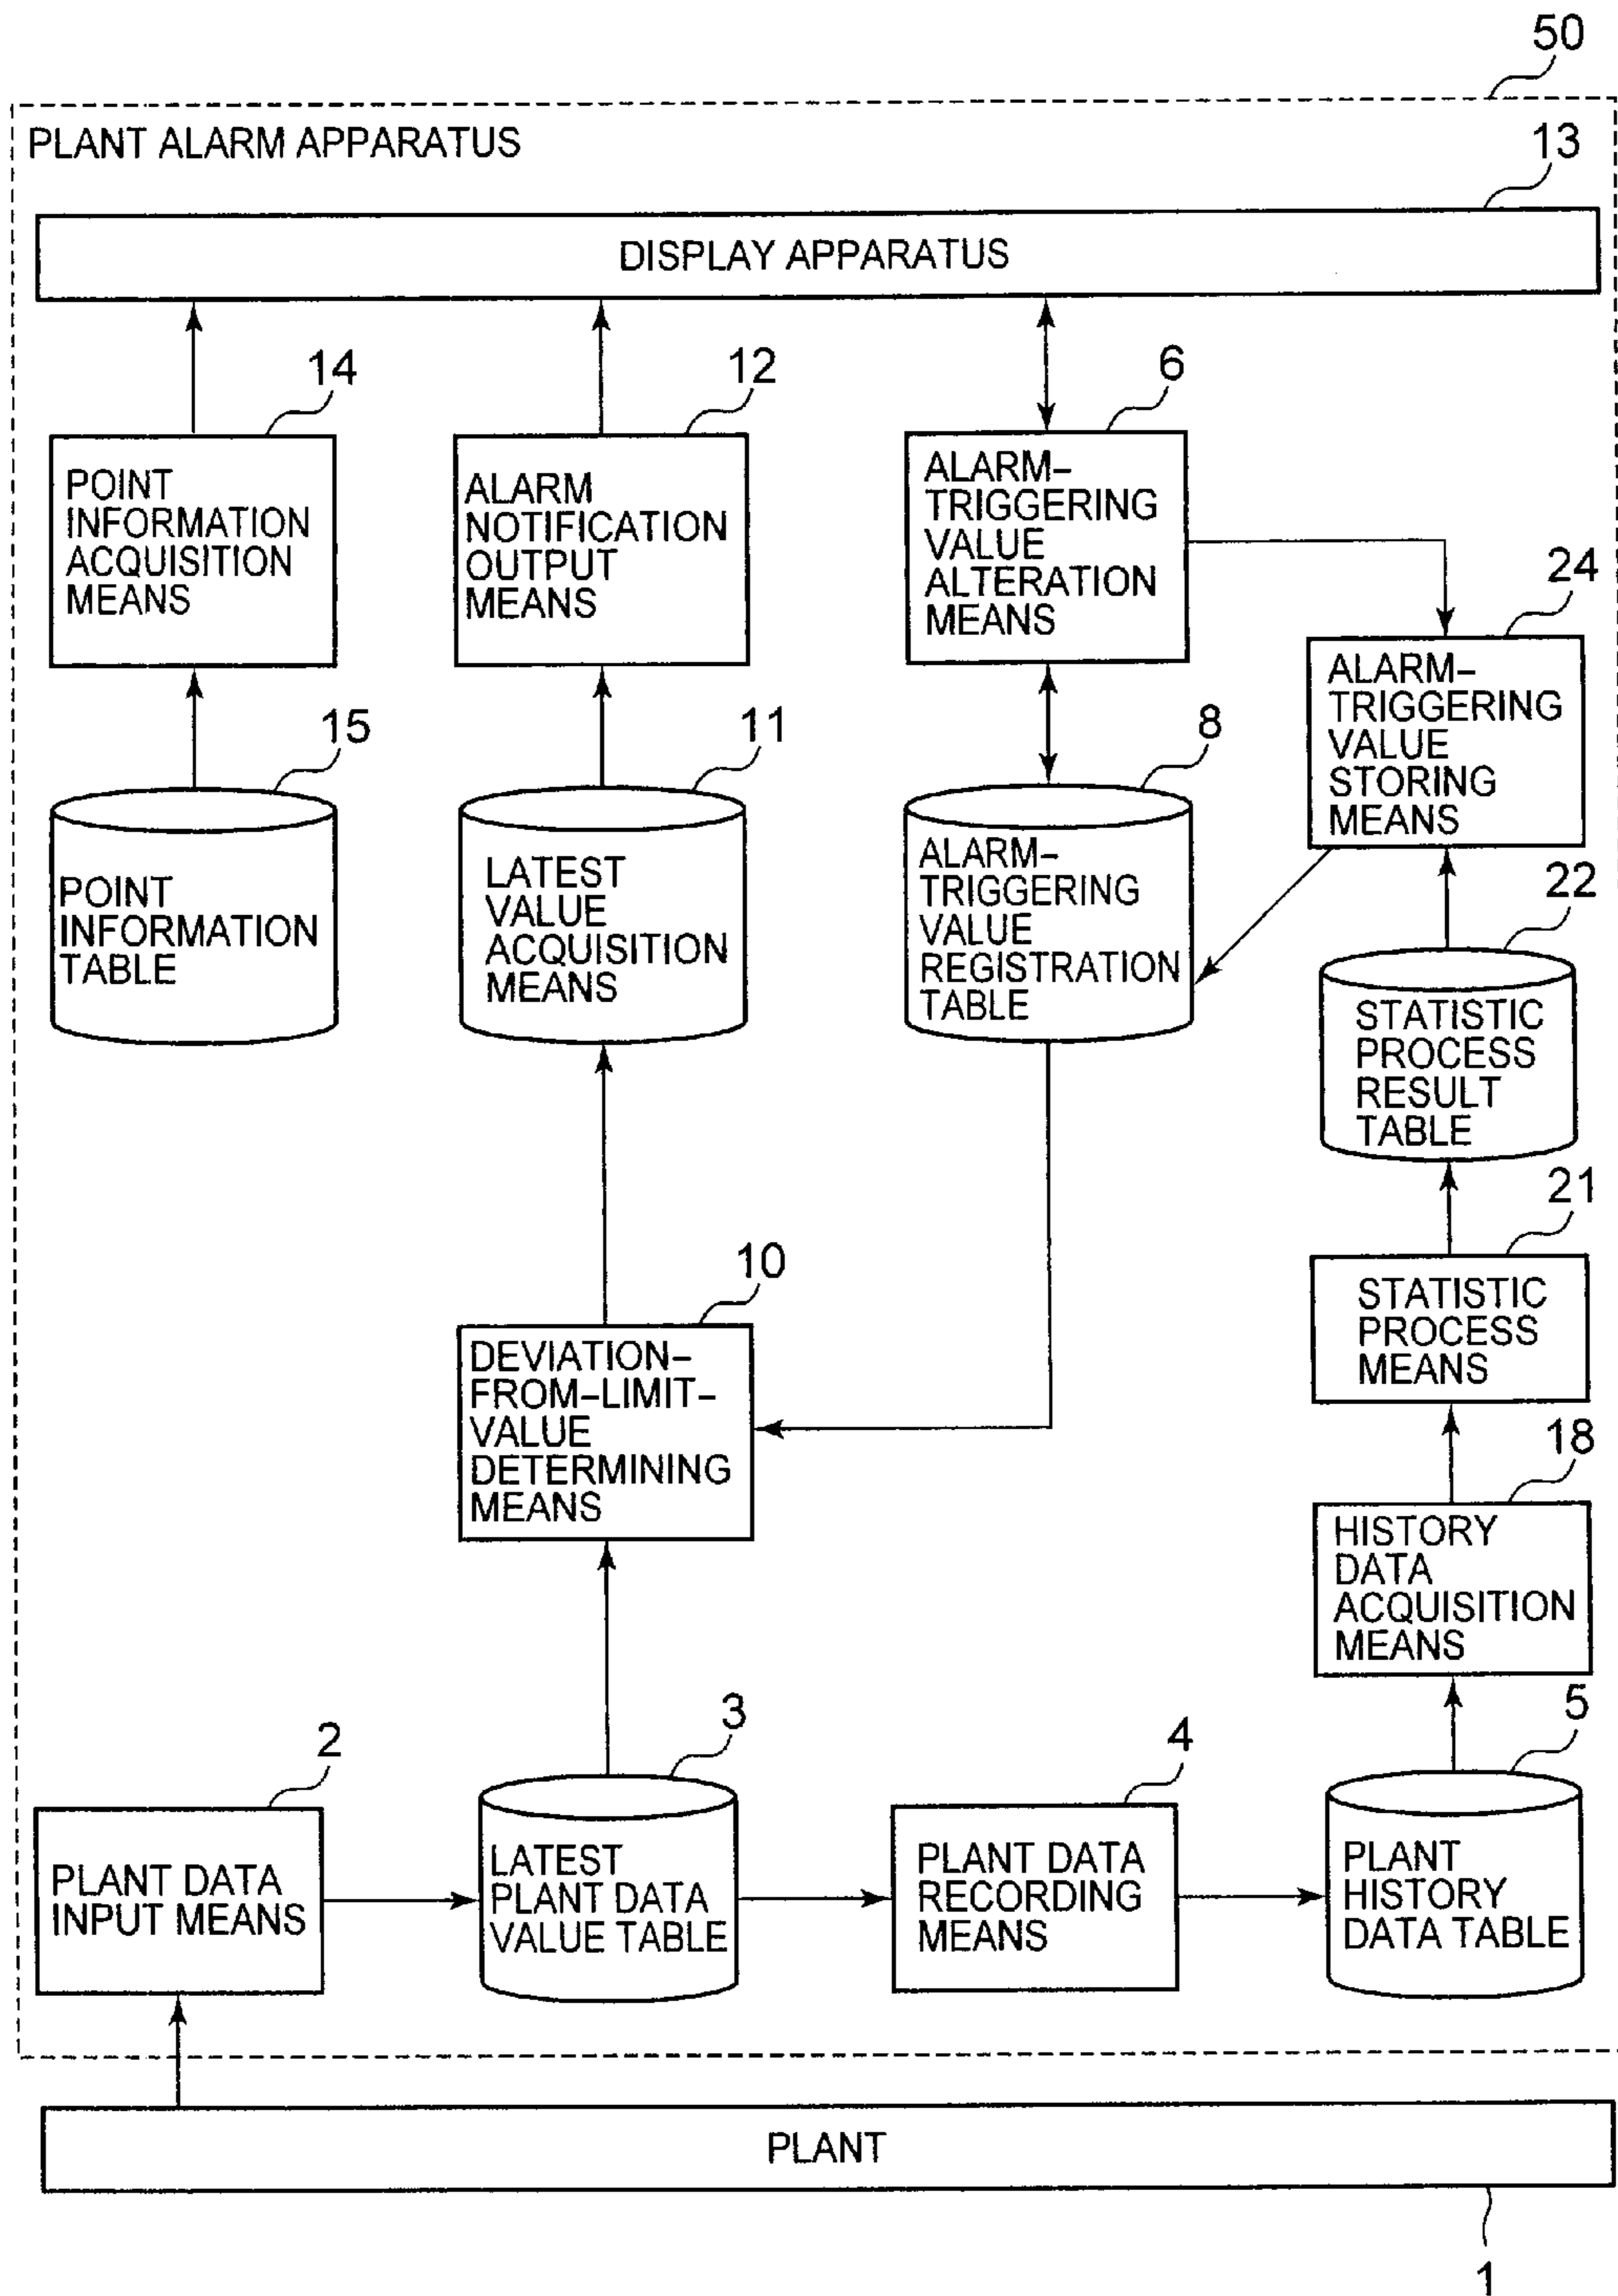 50
PLANT ALARM APPARATUS
13
DISPLAY APPARATUS
14
POINT
INFORMATION
ACQUISITION
MEANS
12
ALARM
NOTIFICATION
OUTPUT
MEANS
6
ALARM–
TRIGGERING
VALUE
ALTERATION
MEANS
24
ALARM–
TRIGGERING
VALUE
STORING
MEANS
15
POINT
INFORMATION
TABLE
11
LATEST
VALUE
ACQUISITION
MEANS
8
ALARM–
TRIGGERING
VALUE
REGISTRATION
TABLE
22
STATISTIC
PROCESS
RESULT
TABLE
21
STATISTIC
PROCESS
MEANS
10
DEVIATION–
FROM–LIMIT–
VALUE
DETERMINING
MEANS
18
HISTORY
DATA
ACQUISITION
MEANS
2
PLANT DATA
INPUT MEANS
3
LATEST
PLANT DATA
VALUE TABLE
4
PLANT DATA
RECORDING
MEANS
5
PLANT
HISTORY
DATA TABLE
PLANT
1